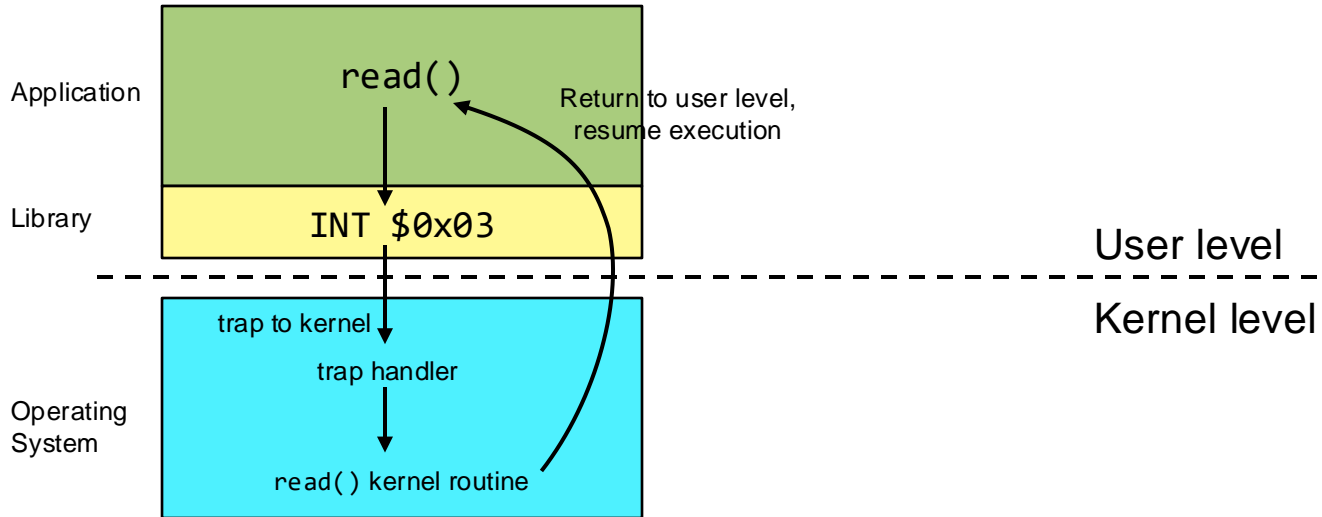 Application
read()
Return to user level,
resume execution
Library
INT $0x03
User level
Kernel level
trap to kernel
trap handler
Operating
System
read() kernel routine